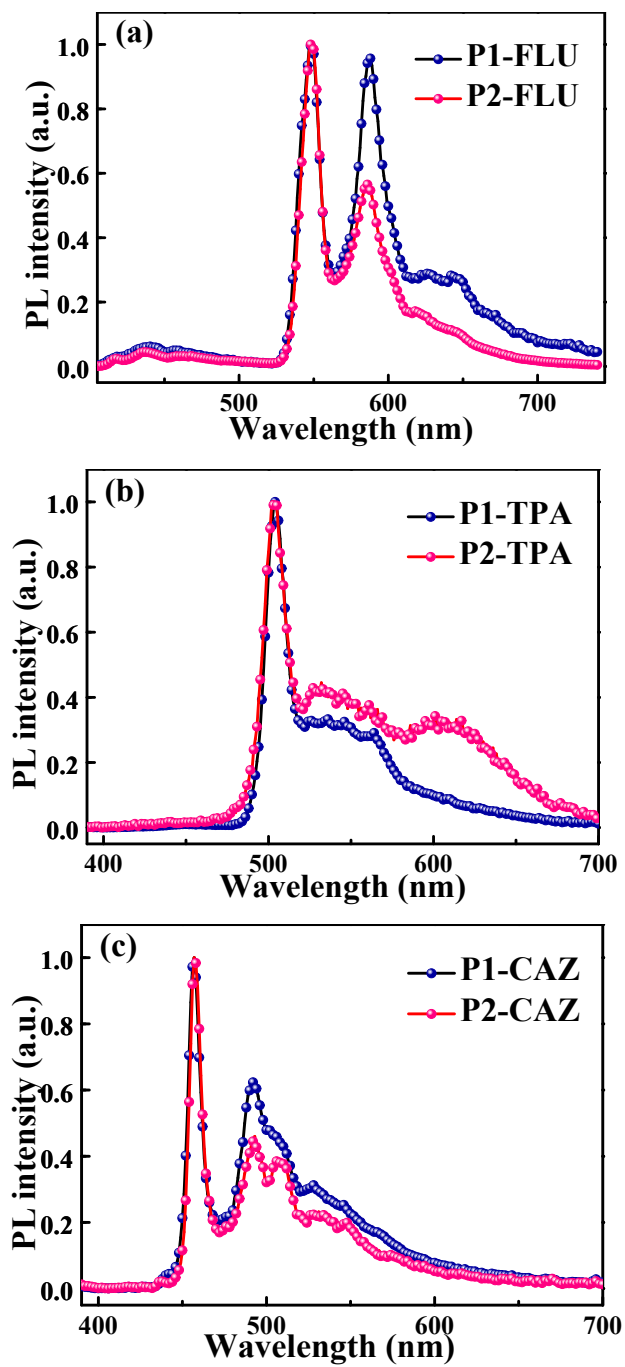 (a)
P1-FLU
P2-FLU
PL intensity (a.u.)
1.0
0.8
0.6
0.4
0.2
0.0
500 600 700
Wavelength (nm)
(b)
P1-TPA
P2-TPA
PL intensity (a.u.)
1.0
0.8
0.6
0.4
0.2
0.0
400 500 600 700
Wavelength (nm)
(c)
P1-CAZ
P2-CAZ
PL intensity (a.u.)
1.0
0.8
0.6
0.4
0.2
0.0
400 500 600 700
Wavelength (nm)